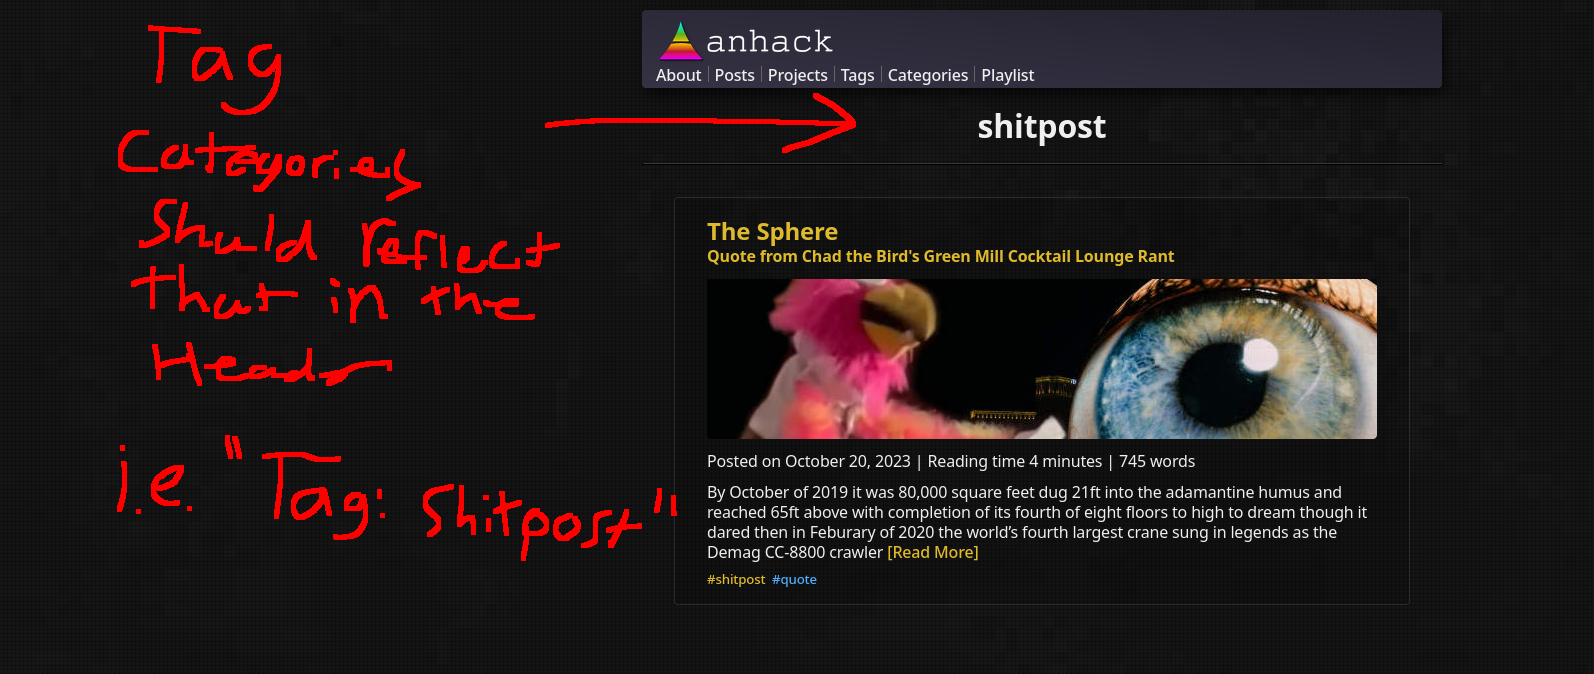 Tag
Categories
Should reflect
that in the
Header
i.e. "Tag: Shitpost"
anhack
About Posts Projects Tags Categories Playlist
shitpost
The Sphere
Quote from Chad the Bird's Green Mill Cocktail Lounge Rant
Posted on October 20, 2023 | Reading time 4 minutes | 745 words
By October of 2019 it was 80,000 square feet dug 21ft into the adamantine humus and
reached 65ft above with completion of its fourth of eight floors to high to dream though it
dared then in Feburary of 2020 the world’s fourth largest crane sung in legends as the
Demag CC-8800 crawler [Read More]
#shitpost #quote